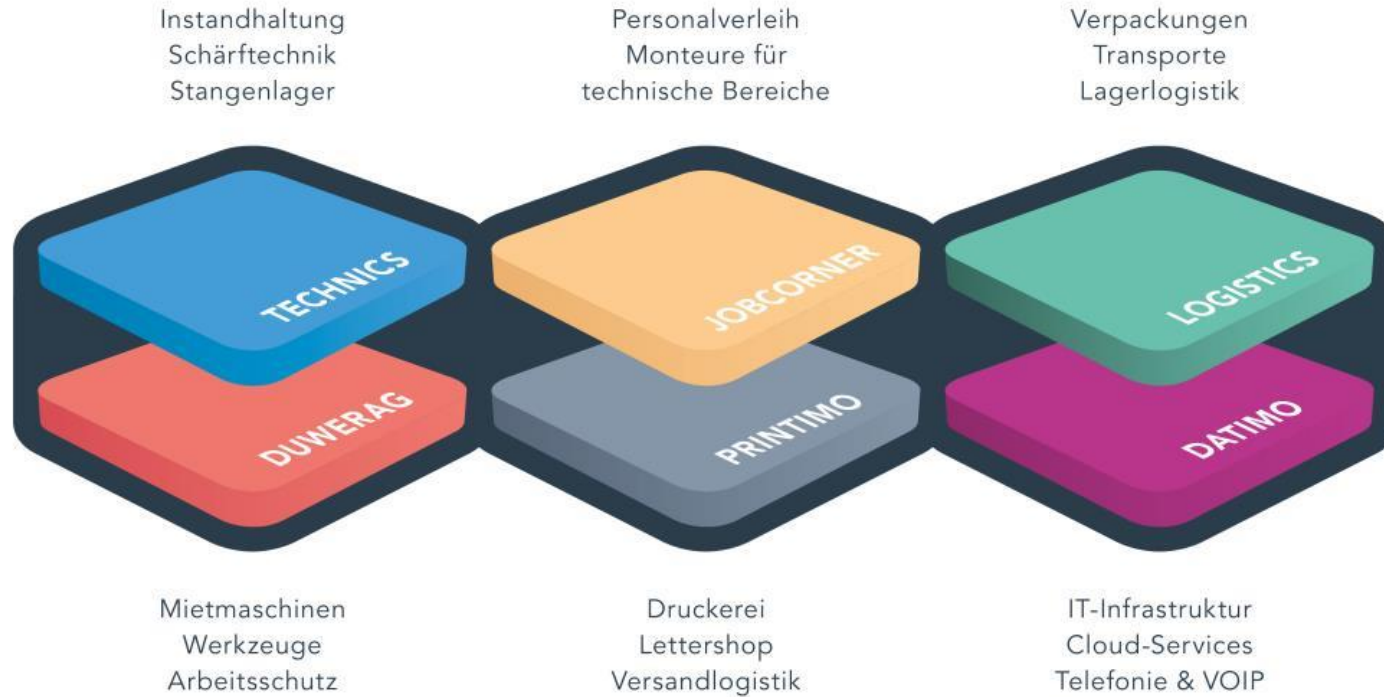 Instandhaltung
Schärftechnik
Stangenlager
Personalverleih
Monteure für
technische Bereiche
Verpackungen
Transporte
Lagerlogistik
TECHNICS
JOBCORNER
LOGISTICS
DUWERAG
PRINTIMO
DATIMO
Mietmaschinen
Werkzeuge
Arbeitsschutz
Druckerei
Lettershop
Versandlogistik
IT-Infrastruktur
Cloud-Services
Telefonie & VOIP